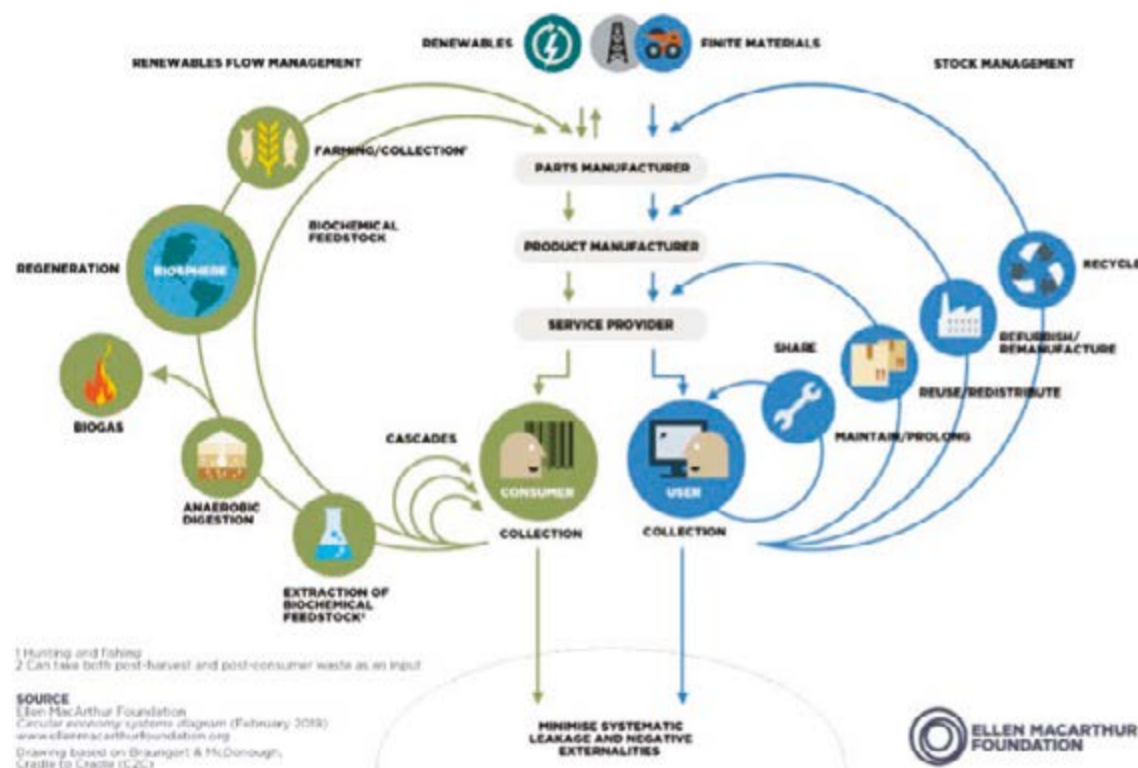 RENEWABLES
FINITE MATERIALS
RENEWABLES FLOW MANAGEMENT
STOCK MANAGEMENT
FARMING/COLLECTION¹
PARTS MANUFACTURER
BIOCHEMICAL
FEEDSTOCK
PRODUCT MANUFACTURER
REGENERATION
BIOSPHERE
RECYCLE
SERVICE PROVIDER
SHARE
REFURBISH/
REMANUFACTURE
REUSE/REDISTRIBUTE
BIOGAS
CASCADES
MAINTAIN/PROLONG
CONSUMER
USER
ANAEROBIC
DIGESTION
COLLECTION
COLLECTION
EXTRACTION OF
BIOCHEMICAL
FEEDSTOCK²
1 Hunting and fishing
2 Can take both post-harvest and post-consumer waste as an input
SOURCE
Ellen MacArthur Foundation
Circular economy systems diagram (February 2019)
www.ellenmacarthurfoundation.org
Drawing based on Braungart & McDonough,
Cradle to Cradle (C2C)
MINIMISE SYSTEMATIC
LEAKAGE AND NEGATIVE
EXTERNALITIES
ELLEN MACARTHUR
FOUNDATION